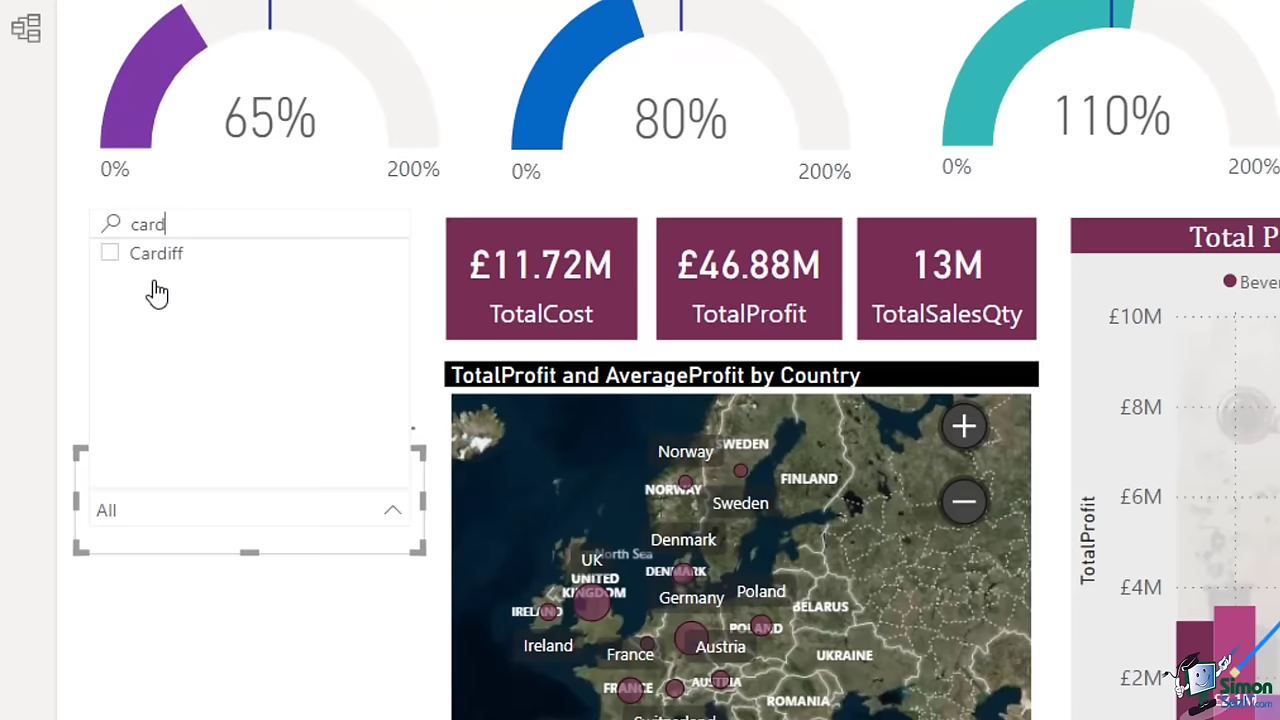 65%
0%
200%
80%
0%
200%
110%
0%
200%
card
Cardiff
All
£11.72M
TotalCost
£46.88M
TotalProfit
13M
TotalSalesQty
TotalProfit and AverageProfit by Country
Norway
SWEDEN
FINLAND
NORWAY
Sweden
Denmark
North Sea
UK
UNITED
KINGDOM
DENMARK
Germany
Poland
BELARUS
IRELAND
POLAND
Ireland
France
Austria
UKRAINE
FRANCE
AUSTRIA
ROMANIA
Switzerland
Total P
Bever
£10M
£8M
£6M
£4M
£2M
TotalProfit
Simon